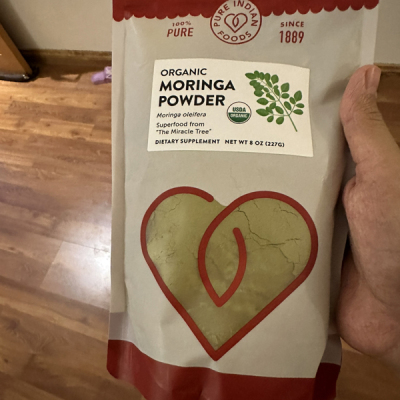 100%
PURE
PURE INDIAN
FOODS
SINCE
1889
ORGANIC
MORINGA
POWDER
Moringa oleifera
Superfood from
"The Miracle Tree"
USDA
ORGANIC
DIETARY SUPPLEMENT NET WT 8 OZ (227G)